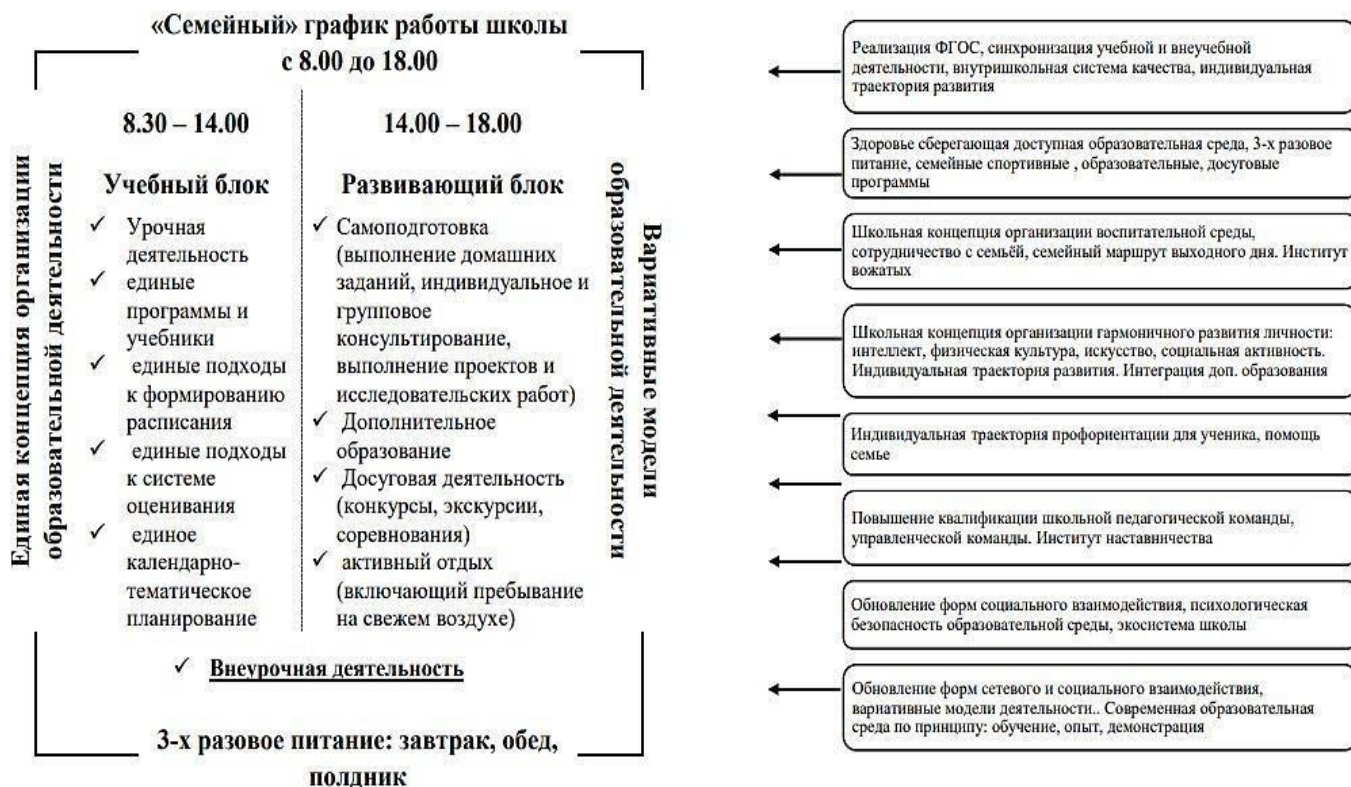 «Семейный» график работы школы
с 8.00 до 18.00
Единая концепция организации
образовательной деятельности
8.30 – 14.00
Учебный блок
✓ Урочная
деятельность
✓ единые
программы и
учебники
✓ единые подходы
к формированию
расписания
✓ единые подходы
к системе
оценивания
✓ единое
календарно-
тематическое
планирование
14.00 – 18.00
Развивающий блок
✓ Самоподготовка
(выполнение домашних
заданий, индивидуальное и
групповое
консультирование,
выполнение проектов и
исследовательских работ)
✓ Дополнительное
образование
✓ Досуговая деятельность
(конкурсы, экскурсии,
соревнования)
✓ активный отдых
(включающий пребывание
на свежем воздухе)
Вариативные модели
образовательной деятельности
✓ Внеурочная деятельность
3-х разовое питание: завтрак, обед,
полдник
Реализация ФГОС, синхронизация учебной и внеучебной
деятельности, внутришкольная система качества, индивидуальная
траектория развития
Здоровье сберегающая доступная образовательная среда, 3-х разовое
питание, семейные спортивные , образовательные, досуговые
программы
Школьная концепция организации воспитательной среды,
сотрудничество с семьёй, семейный маршрут выходного дня. Институт
вожатых
Школьная концепция организации гармоничного развития личности:
интеллект, физическая культура, искусство, социальная активность.
Индивидуальная траектория развития. Интеграция доп. образования
Индивидуальная траектория профориентации для ученика, помощь
семье
Повышение квалификации школьной педагогической команды,
управленческой команды. Институт наставничества
Обновление форм социального взаимодействия, психологическая
безопасность образовательной среды, экосистема школы
Обновление форм сетевого и социального взаимодействия,
вариативные модели деятельности.. Современная образовательная
среда по принципу: обучение, опыт, демонстрация